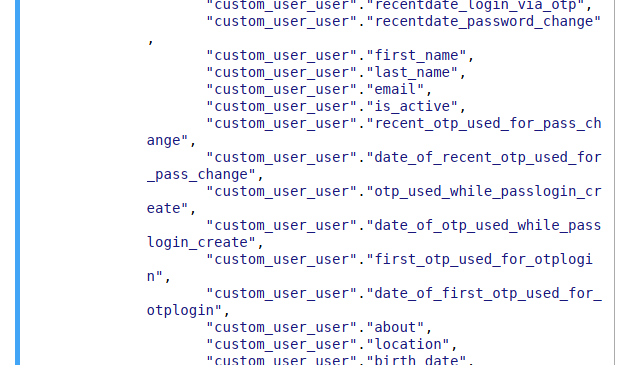 "custom_user_user"."recentdate_login_via_otp",
"custom_user_user"."recentdate_password_change"
,
"custom_user_user"."first_name",
"custom_user_user"."last_name",
"custom_user_user"."email",
"custom_user_user"."is_active",
"custom_user_user"."recent_otp_used_for_pass_ch
ange",
"custom_user_user"."date_of_recent_otp_used_for
_pass_change",
"custom_user_user"."otp_used_while_passlogin_cr
eate",
"custom_user_user"."date_of_otp_used_while_pass
login_create",
"custom_user_user"."first_otp_used_for_otplogi
n",
"custom_user_user"."date_of_first_otp_used_for_
otplogin",
"custom_user_user"."about",
"custom_user_user"."location",
"custom_user_user"."birth_date",